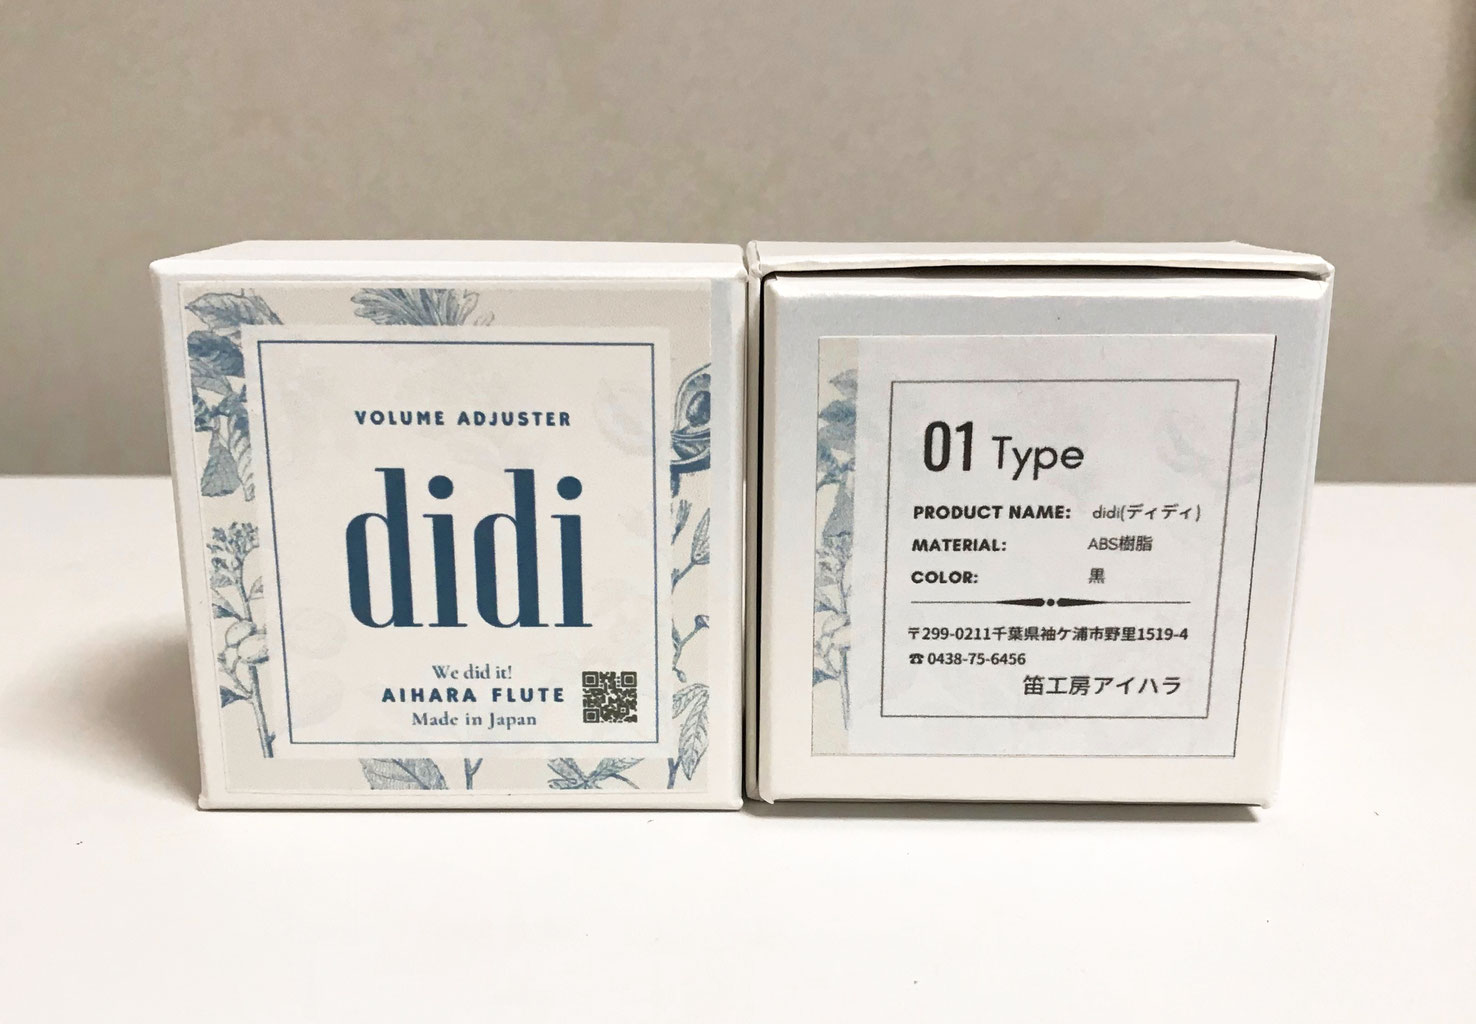 VOLUME ADJUSTER
didi
We did it!
AIHARA FLUTE
Made in Japan
01 Type
PRODUCT NAME: didi(ディディ)
MATERIAL: ABS樹脂
COLOR: 黒
〒299-0211千葉県袖ケ浦市野里1519-4
☎0438-75-6456
笛工房アイハラ